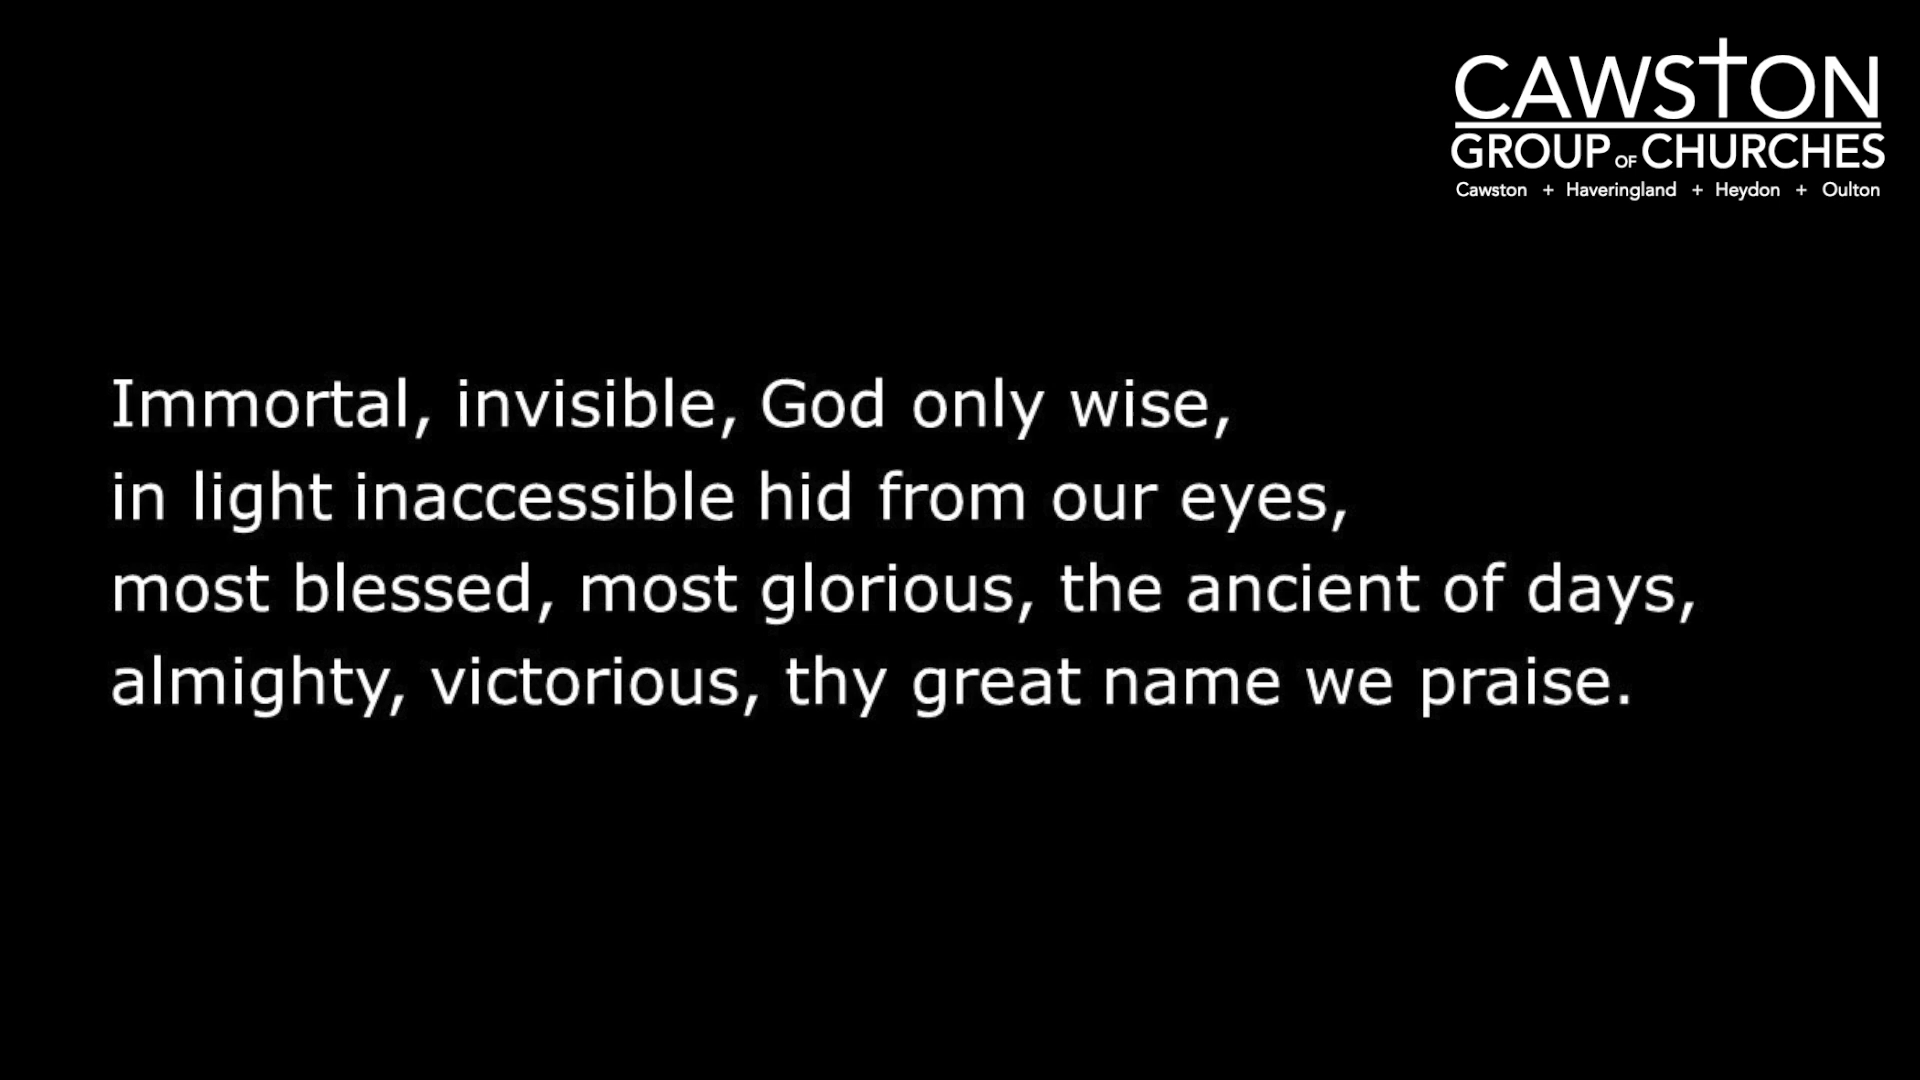 CAWSTON
GROUP OF CHURCHES
Cawston + Haveringland + Heydon + Oulton
Immortal, invisible, God only wise,
in light inaccessible hid from our eyes,
most blessed, most glorious, the ancient of days,
almighty, victorious, thy great name we praise.